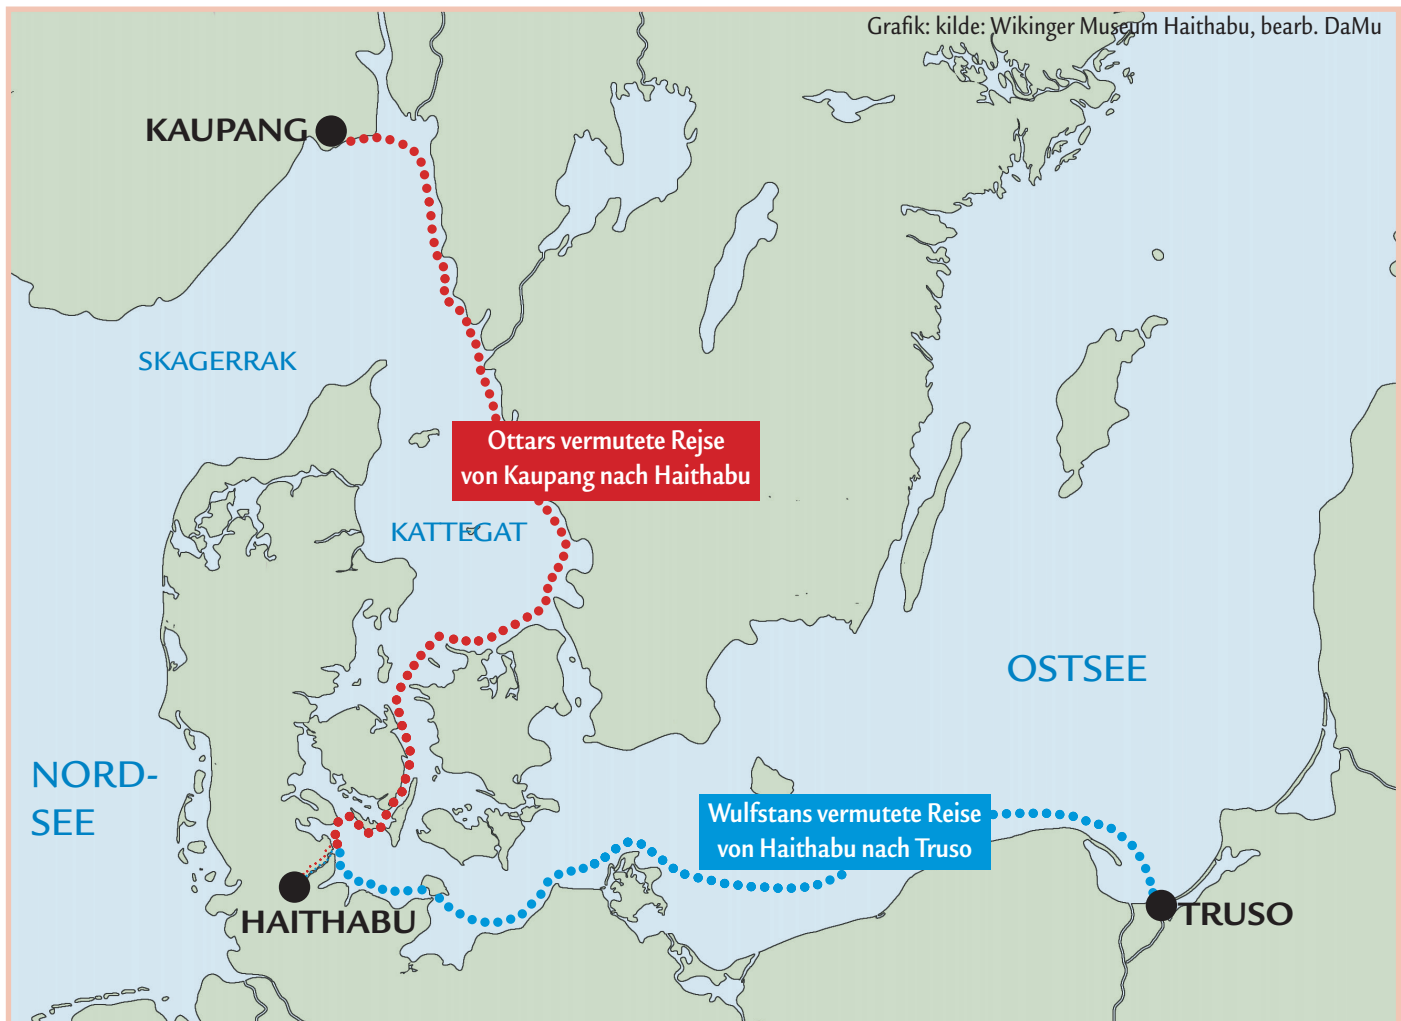 Grafik: kilde: Wikinger Museum Haithabu, bearb. DaMu
KAUPANG
SKAGERRAK
Ottars vermutete Rejse
von Kaupang nach Haithabu
KATTEGAT
OSTSEE
NORD-
SEE
Wulfstans vermutete Reise
von Haithabu nach Truso
HAITHABU
TRUSO